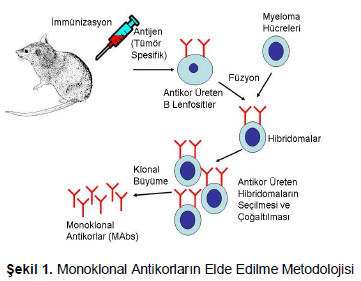 İmmünizasyon
Antijen
(Tümör
Spesifik)
Myeloma
Hücreleri
Antikor Üreten
B Lenfositler
Füzyon
Hibridomalar
Klonal
Büyüme
Antikor Üreten
Hibridomaların
Seçilmesi ve
Çoğaltılması
Monoklonal
Antikorlar (MAbs)
Şekil 1. Monoklonal Antikorların Elde Edilme Metodolojisi